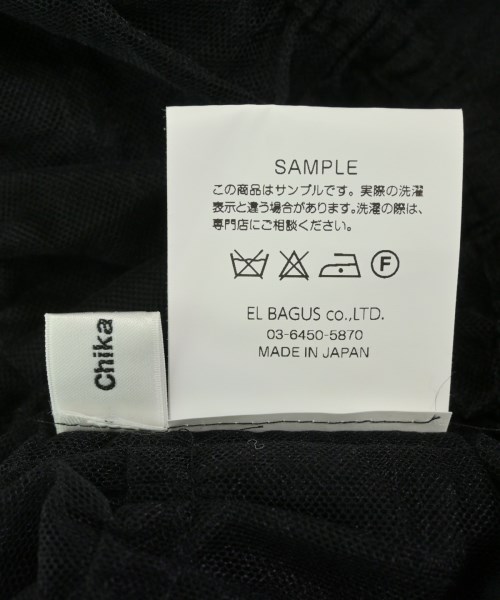 SAMPLE
この商品はサンプルです。実際の洗濯
表示と違う場合があります。洗濯の際は、
専門店にご相談ください。
F
EL BAGUS co.,LTD.
03-6450-5870
MADE IN JAPAN
Chika